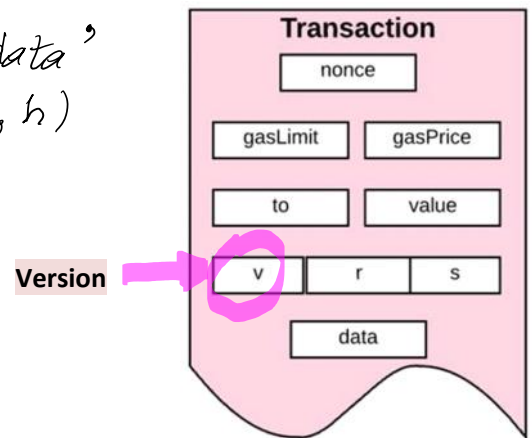 data’
, h)
Transaction
nonce
gasLimit gasPrice
to value
Version
v r s
data